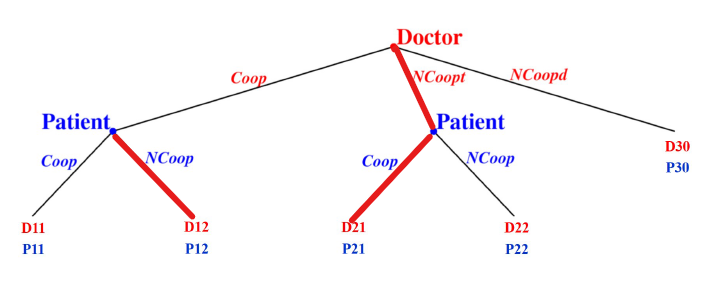 Doctor
Coop
NCoopt
NCoopd
Patient
Patient
Coop
NCoop
Coop
NCoop
D30
P30
D11
D12
D21
D22
P11
P12
P21
P22